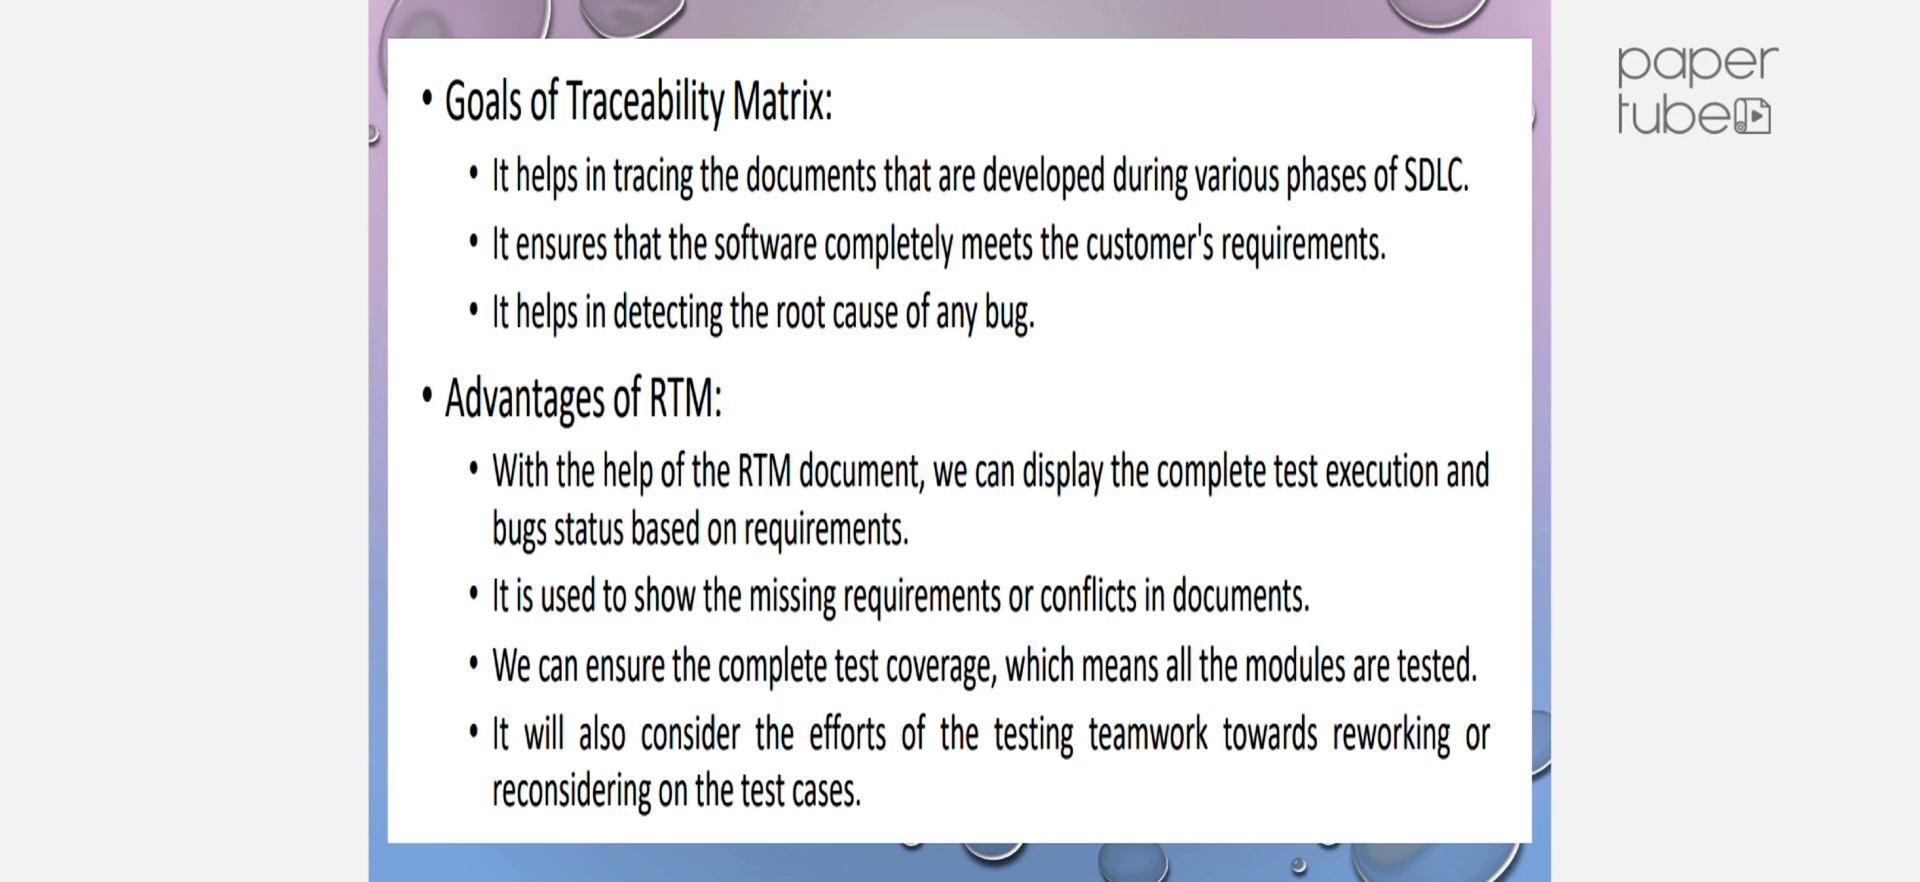 • Goals of Traceability Matrix:
• It helps in tracing the documents that are developed during various phases of SDLC.
• It ensures that the software completely meets the customer's requirements.
• It helps in detecting the root cause of any bug.
• Advantages of RTM:
• With the help of the RTM document, we can display the complete test execution and
bugs status based on requirements.
• It is used to show the missing requirements or conflicts in documents.
• We can ensure the complete test coverage, which means all the modules are tested.
• It will also consider the efforts of the testing teamwork towards reworking or
reconsidering on the test cases.
paper
tube